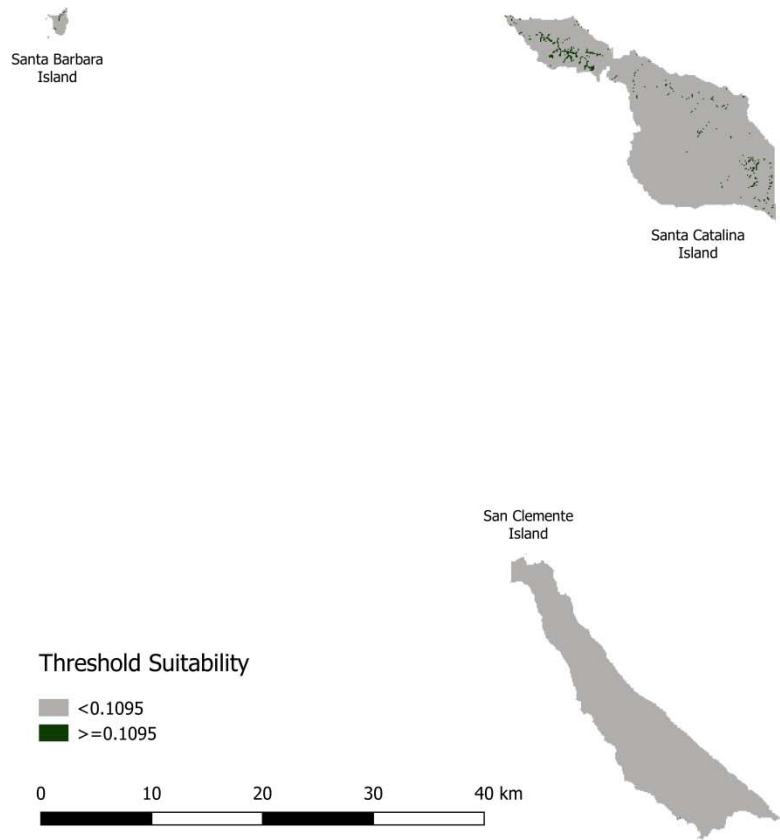 Santa Barbara
Island
Santa Catalina
Island
San Clemente
Island
Threshold Suitability
<0.1095
>=0.1095
0 10 20 30 40 km